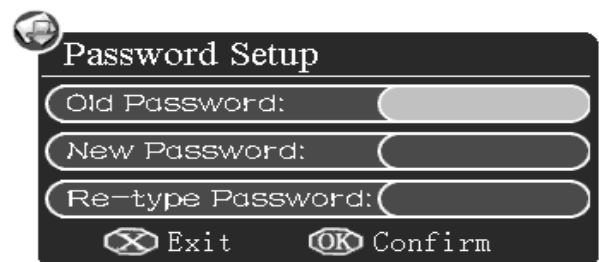 Password Setup
Old Password:
New Password:
Re-type Password:
X Exit OK Confirm